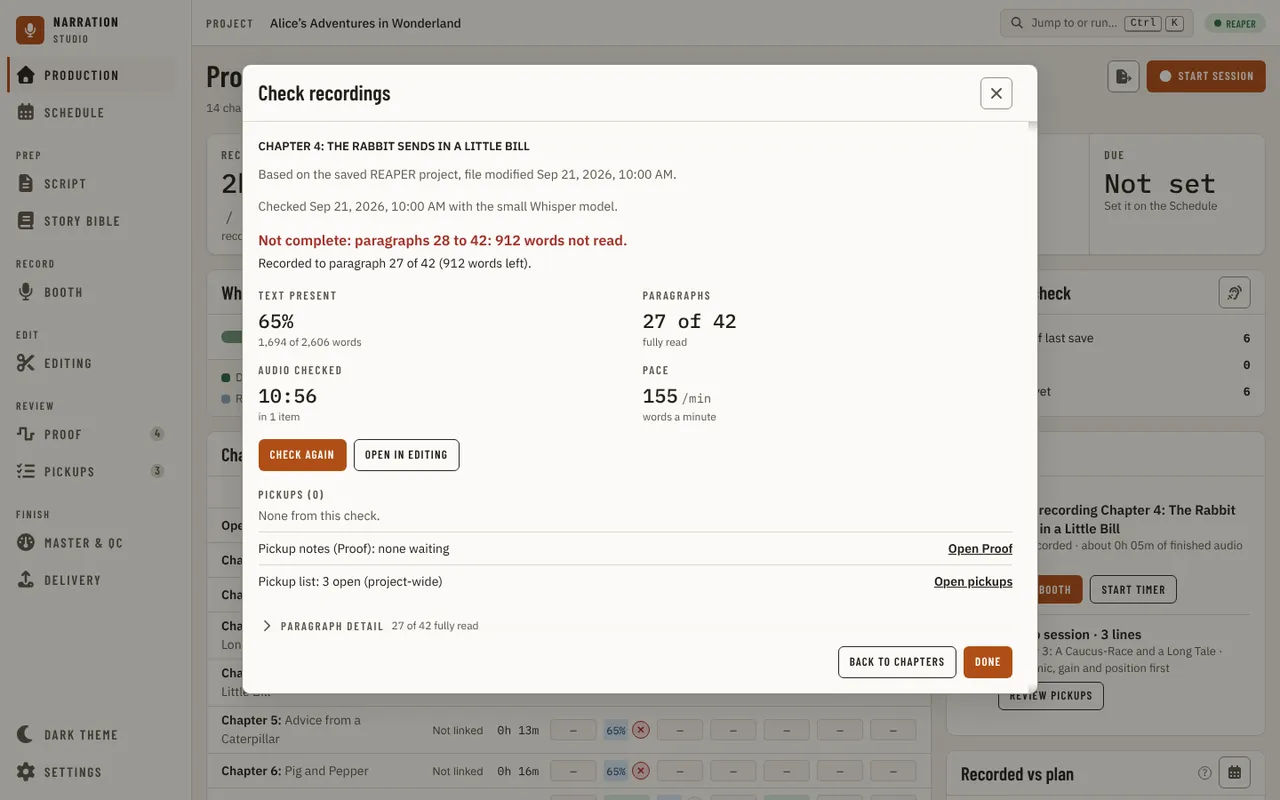 NARRATION
STUDIO
PROJECT Alice's Adventures in Wonderland
Jump to or run... Ctrl K
REAPER
PRODUCTION
SCHEDULE
PREP
SCRIPT
STORY BIBLE
RECORD
BOOTH
EDIT
EDITING
REVIEW
PROOF 4
PICKUPS 3
FINISH
MASTER & QC
DELIVERY
DARK THEME
SETTINGS
START SESSION
14
DUE
Not set
Set it on the Schedule
Check recordings
CHAPTER 4: THE RABBIT SENDS IN A LITTLE BILL
Based on the saved REAPER project, file modified Sep 21, 2026, 10:00 AM.
Checked Sep 21, 2026, 10:00 AM with the small Whisper model.
Not complete: paragraphs 28 to 42: 912 words not read.
Recorded to paragraph 27 of 42 (912 words left).
TEXT PRESENT
65%
1,694 of 2,606 words
PARAGRAPHS
27 of 42
fully read
AUDIO CHECKED
10:56
in 1 item
PACE
155 /min
words a minute
CHECK AGAIN
OPEN IN EDITING
PICKUPS (0)
None from this check.
Pickup notes (Proof): none waiting Open Proof
Pickup list: 3 open (project-wide) Open pickups
PARAGRAPH DETAIL 27 of 42 fully read
BACK TO CHAPTERS
DONE
last save 6
0
6
recording Chapter 4: The Rabbit
in a Little Bill
about 0h 05m of finished audio
BOOTH
START TIMER
session · 3 lines
3: A Caucus-Race and a Long Tale ·
gain and position first
REVIEW PICKUPS
Chapter 5: Advice from a Caterpillar Not linked 0h 13m – 65% – – – – –
Chapter 6: Pig and Pepper Not linked 0h 16m – 65% – – – – –
Recorded vs plan